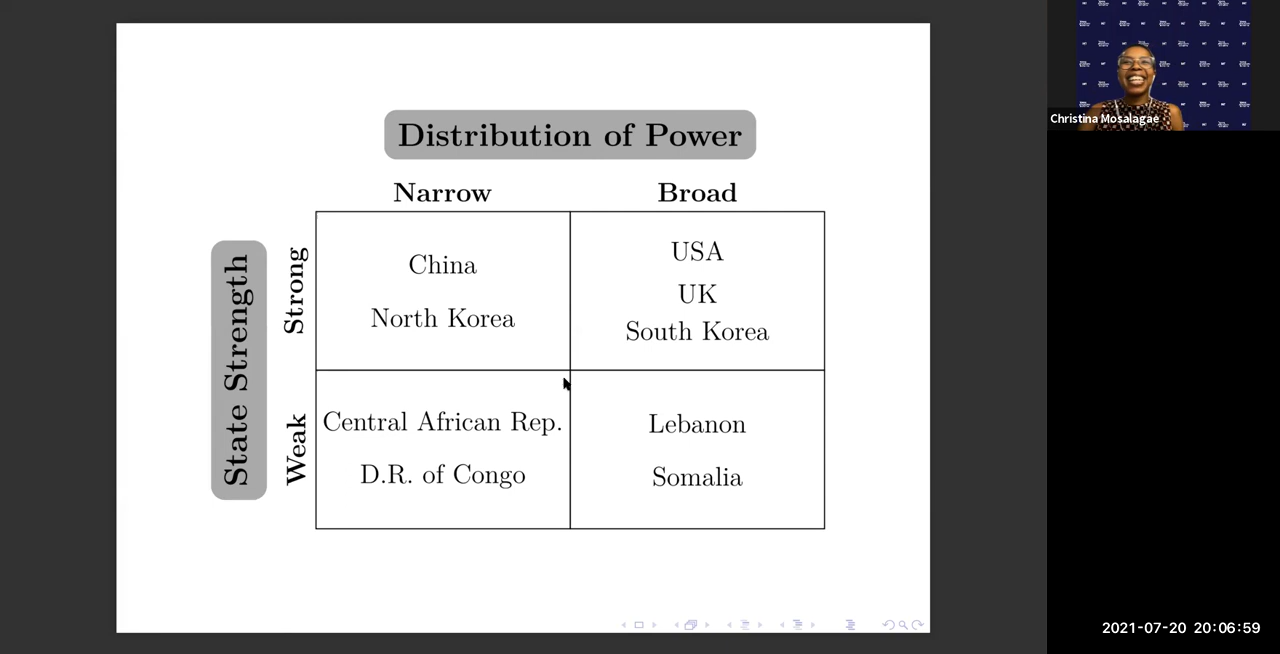 Distribution of Power
Narrow Broad
State Strength
Strong
China
North Korea
USA
UK
South Korea
Weak
Central African Rep.
D.R. of Congo
Lebanon
Somalia
Christina Mosalagae
2021-07-20 20:06:59